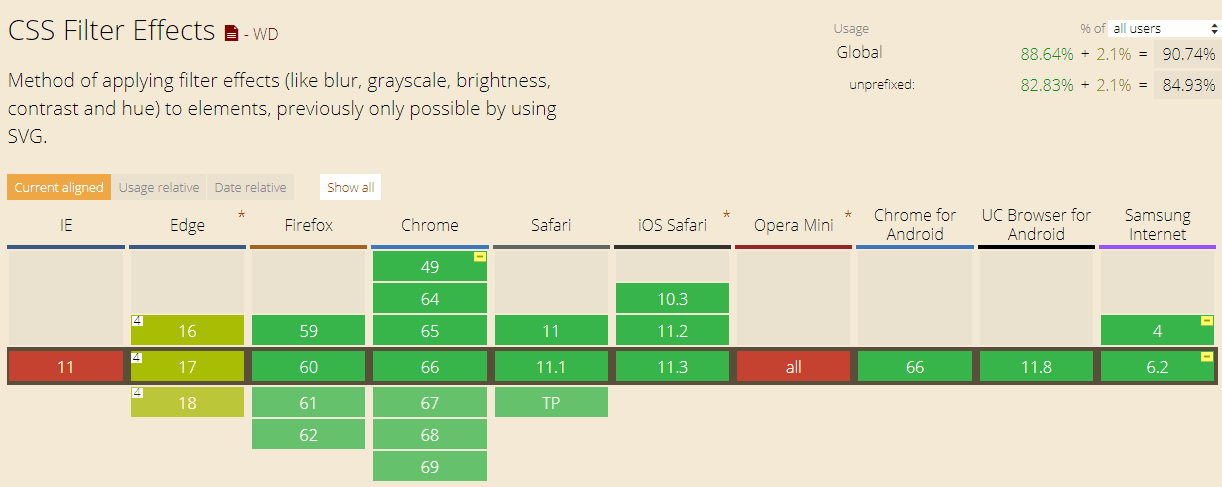 CSS Filter Effects - WD
Usage % of all users
Global 88.64% + 2.1% = 90.74%
unprefixed: 82.83% + 2.1% = 84.93%
Method of applying filter effects (like blur, grayscale, brightness,
contrast and hue) to elements, previously only possible by using
SVG.
Current aligned Usage relative Date relative Show all
IE Edge * Firefox Chrome Safari iOS Safari * Opera Mini * Chrome for Android UC Browser for Android Samsung Internet
49 -
64 10.3
4 16 59 65 11 11.2 4 -
11 4 17 60 66 11.1 11.3 all 66 11.8 6.2 -
4 18 61 67 TP
62 68
69